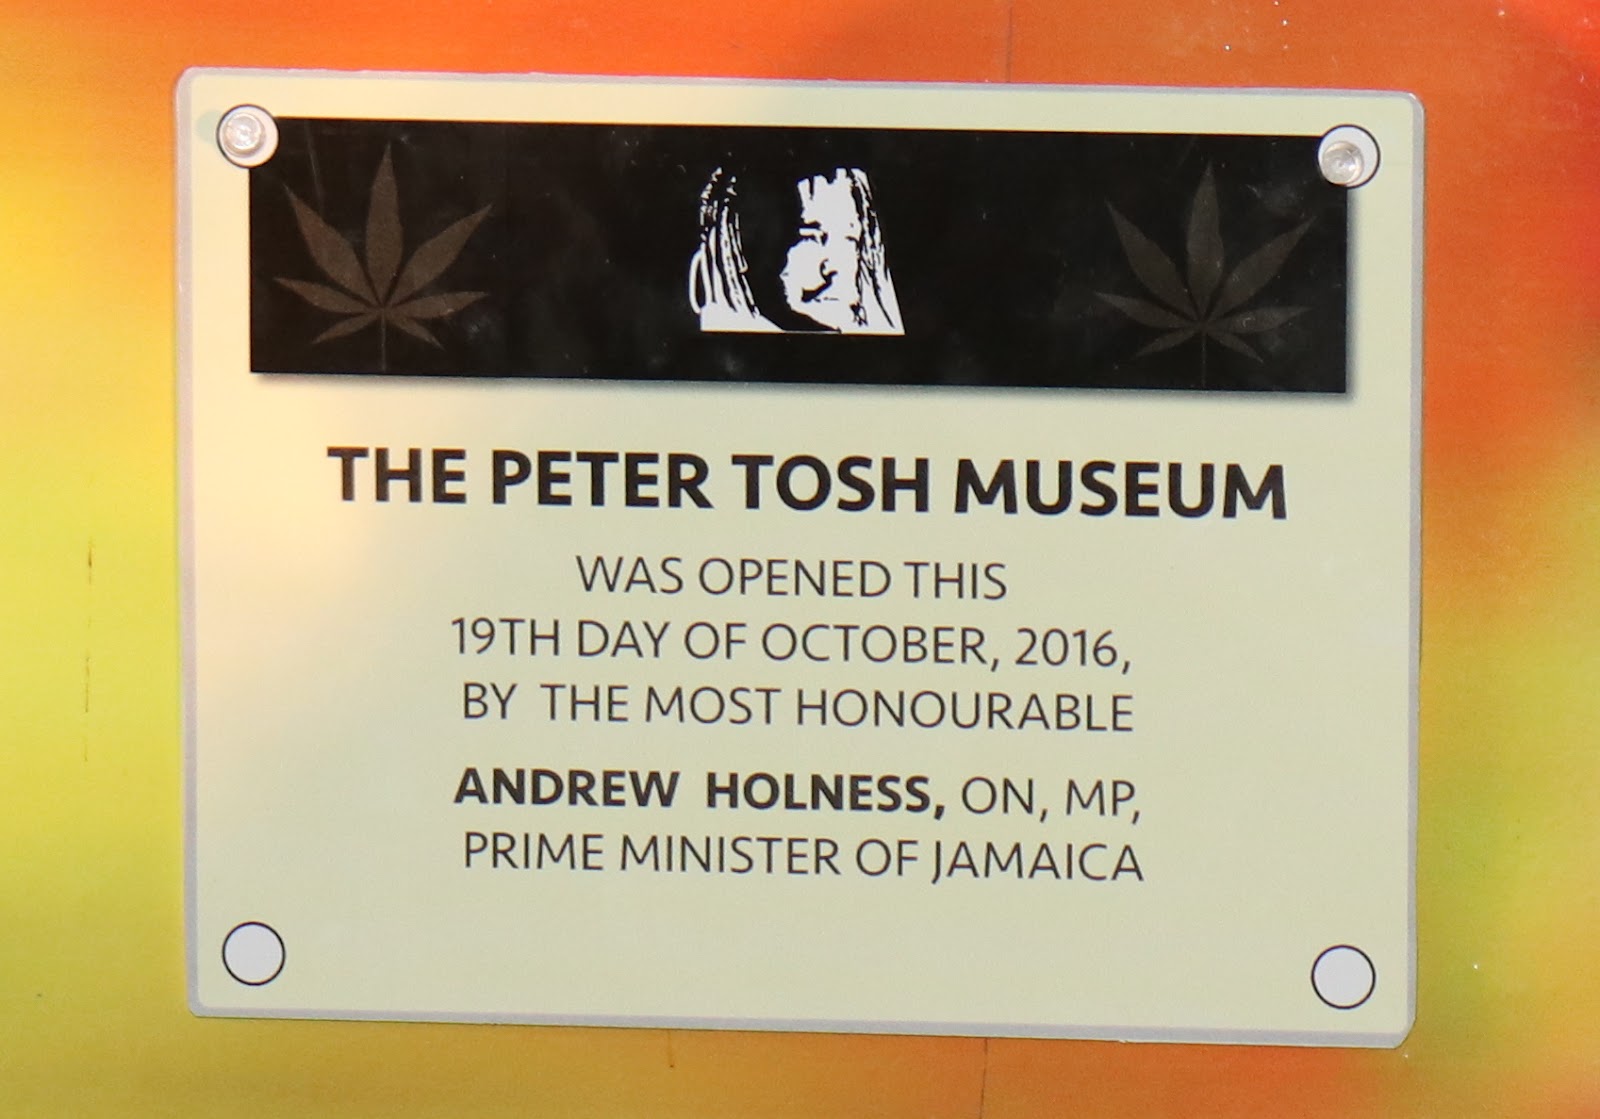 THE PETER TOSH MUSEUM
WAS OPENED THIS
19TH DAY OF OCTOBER, 2016,
BY THE MOST HONOURABLE
ANDREW HOLNESS, ON, MP,
PRIME MINISTER OF JAMAICA